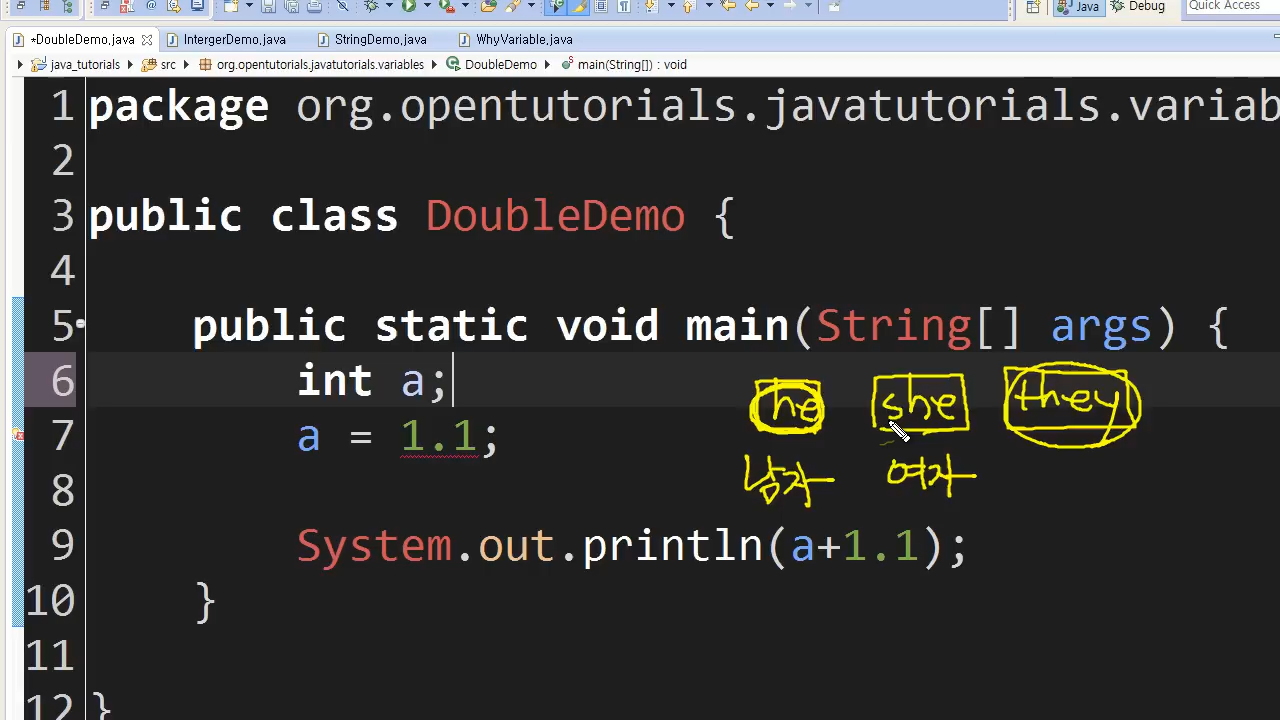 Java Debug Quick Access
*DoubleDemo.java IntergerDemo.java StringDemo.java WhyVariable.java
java_tutorials src org.opentutorials.javatutorials.variables DoubleDemo main(String[]) : void
1 package org.opentutorials.javatutorials.variab
2
3 public class DoubleDemo {
4
5 public static void main(String[] args) {
6 int a;
he she they
7 a = 1.1;
남자 여자
8
9 System.out.println(a+1.1);
10 }
11
12 }